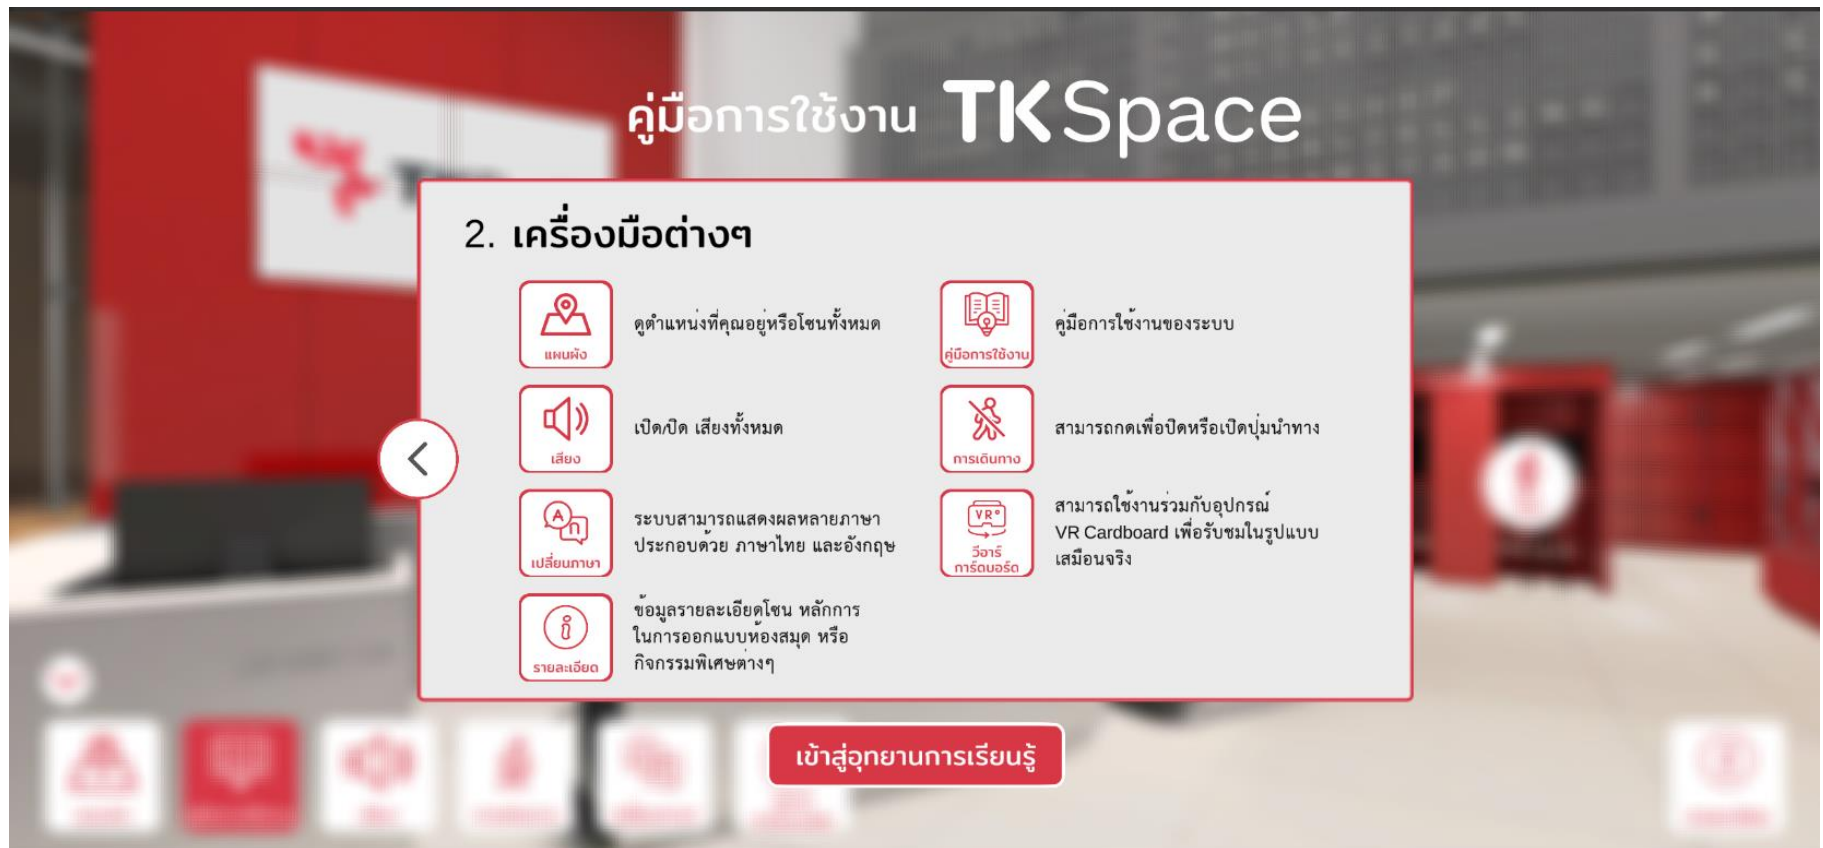 คู่มือการใช้งาน TKSpace
2. เครื่องมือต่างๆ
แผนผัง
ดูตำแหน่งที่คุณอยู่หรือโซนทั้งหมด
คู่มือการใช้งาน
คู่มือการใช้งานของระบบ
เสียง
เปิด/ปิด เสียงทั้งหมด
การเดินทาง
สามารถกดเพื่อปิดหรือเปิดปุ่มนำทาง
Aก
เปลี่ยนภาษา
ระบบสามารถแสดงผลหลายภาษา
ประกอบด้วย ภาษาไทย และอังกฤษ
VR
วีอาร์
การ์ดบอร์ด
สามารถใช้งานร่วมกับอุปกรณ์
VR Cardboard เพื่อรับชมในรูปแบบ
เสมือนจริง
i
รายละเอียด
ข้อมูลรายละเอียดโซน หลักการ
ในการออกแบบห้องสมุด หรือ
กิจกรรมพิเศษต่างๆ
เข้าสู่อุทยานการเรียนรู้